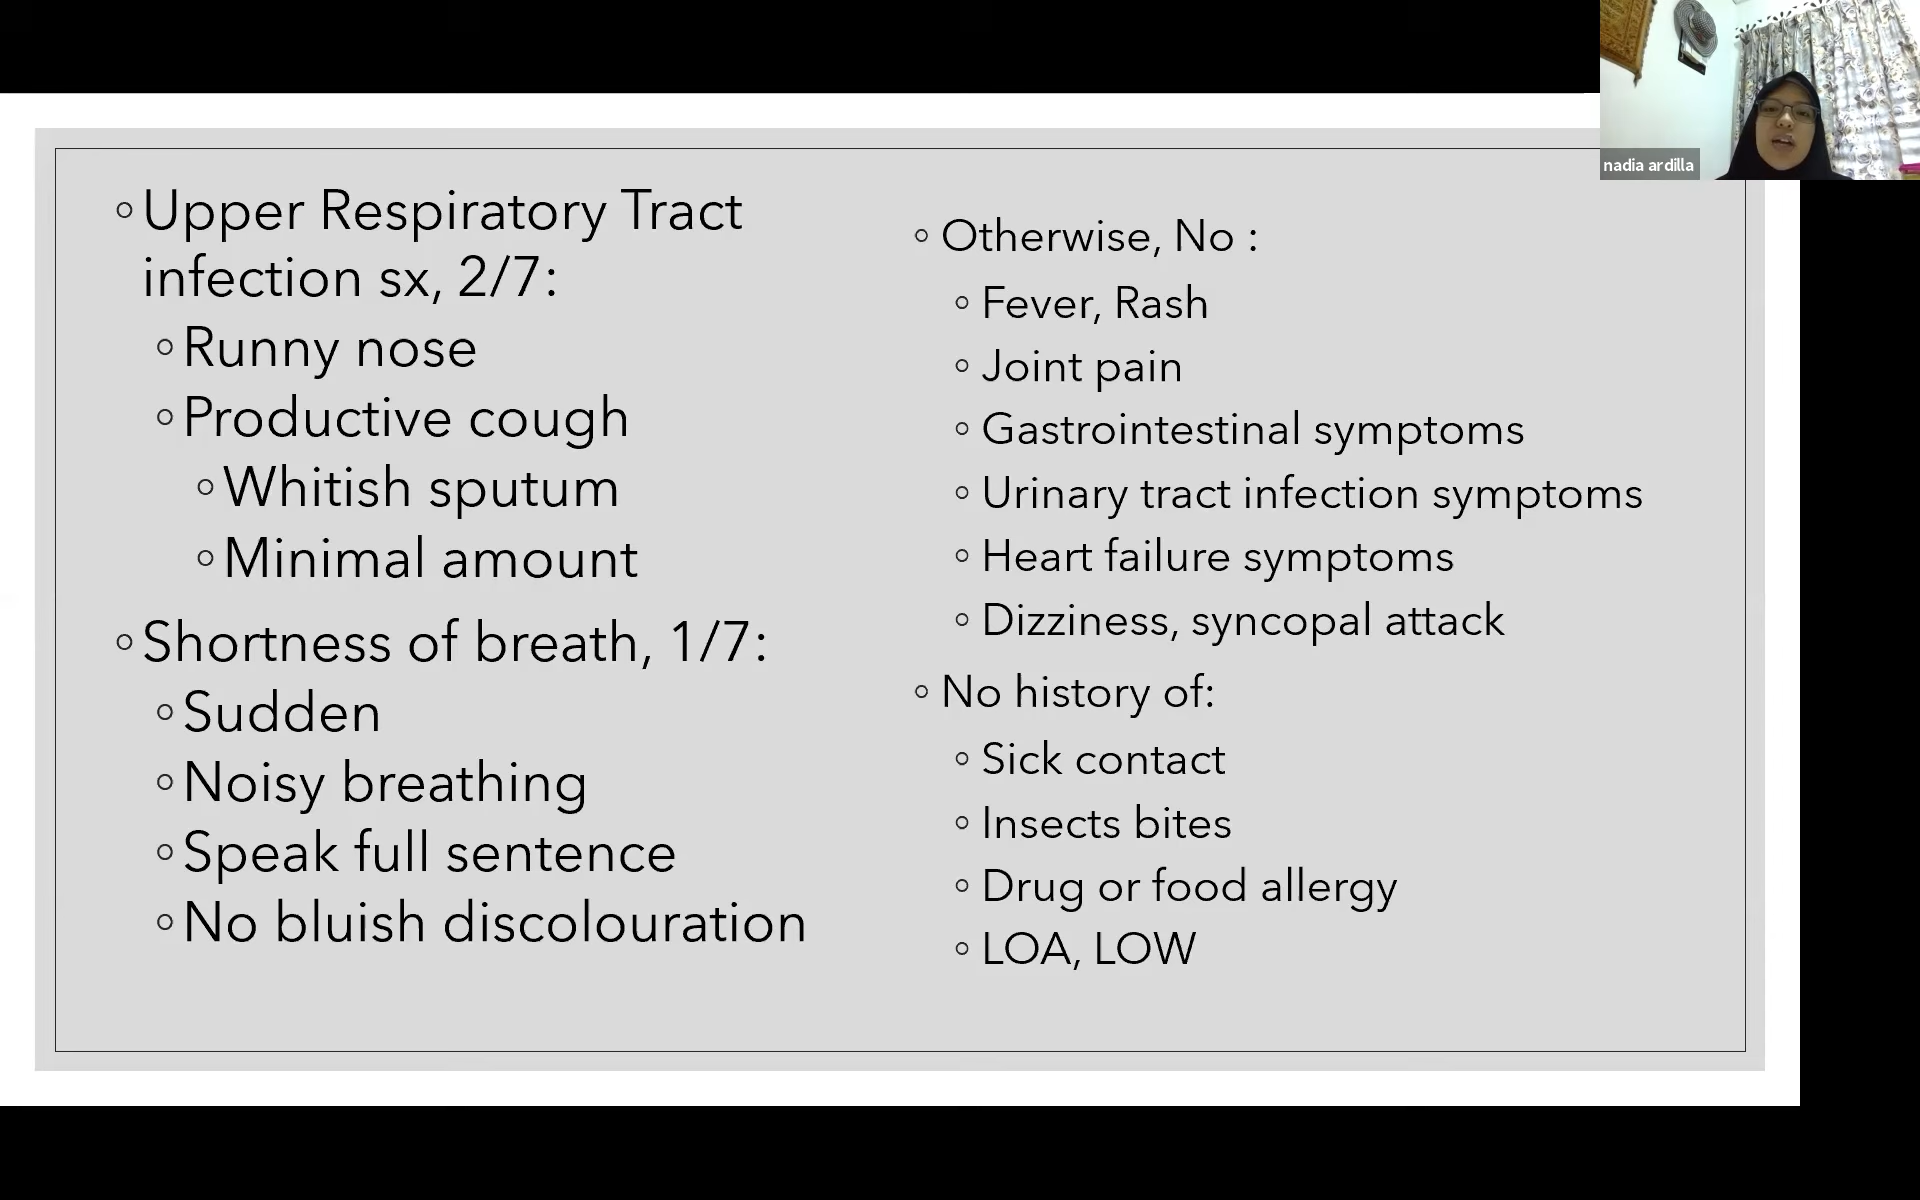 ◦Upper Respiratory Tract
infection sx, 2/7:
◦Runny nose
◦Productive cough
◦Whitish sputum
◦Minimal amount
◦Shortness of breath, 1/7:
◦Sudden
◦Noisy breathing
◦Speak full sentence
◦No bluish discolouration
◦ Otherwise, No :
◦ Fever, Rash
◦ Joint pain
◦ Gastrointestinal symptoms
◦ Urinary tract infection symptoms
◦ Heart failure symptoms
◦ Dizziness, syncopal attack
◦ No history of:
◦ Sick contact
◦ Insects bites
◦ Drug or food allergy
◦ LOA, LOW
nadia ardilla